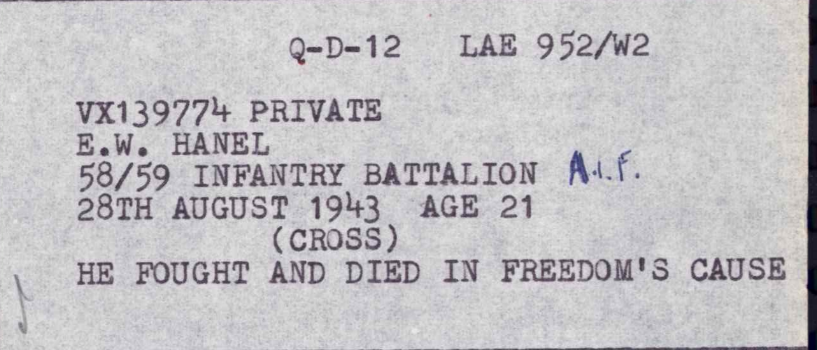 Q-D-12 LAE 952/W2
VX139774 PRIVATE
E.W. HANEL
58/59 INFANTRY BATTALION A.I.F.
28TH AUGUST 1943 AGE 21
(CROSS)
HE FOUGHT AND DIED IN FREEDOM'S CAUSE